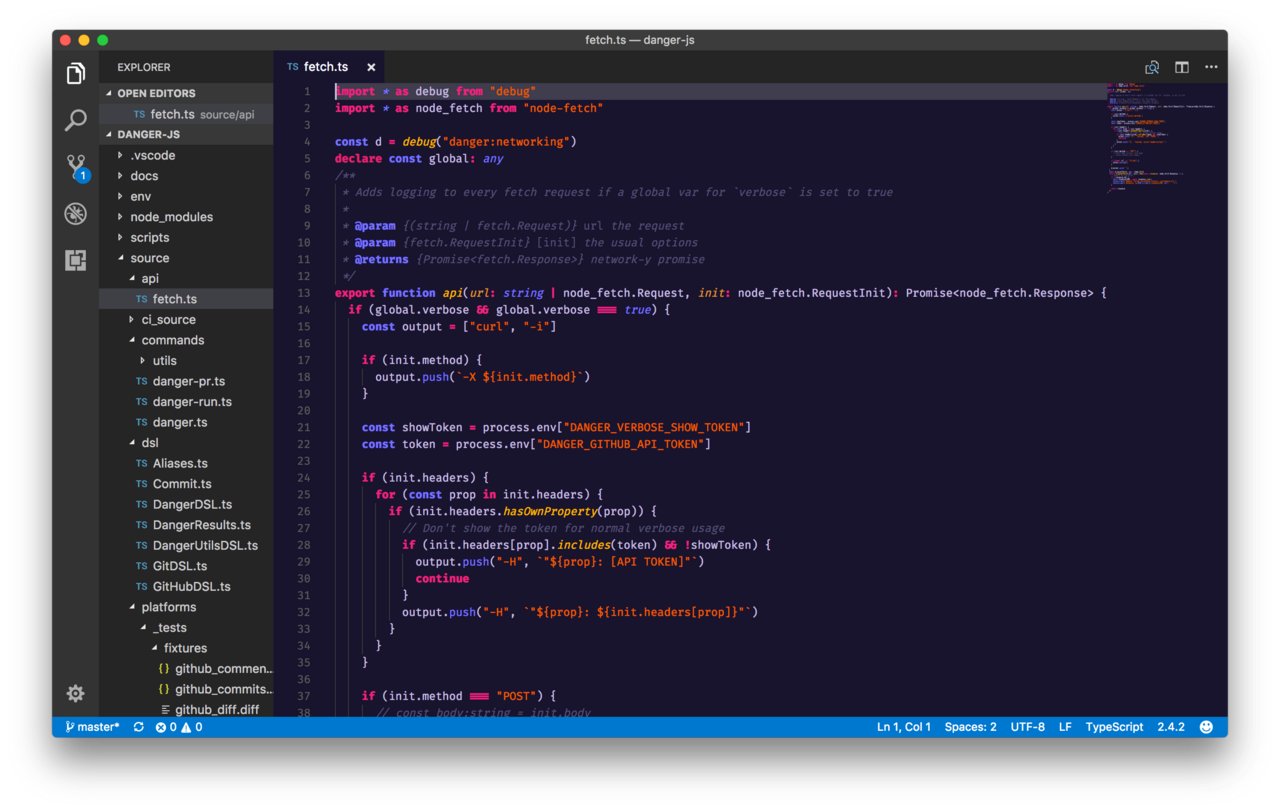 fetch.ts — danger-js
EXPLORER
OPEN EDITORS
TS fetch.ts source/api
DANGER-JS
.vscode
docs
env
node_modules
scripts
source
api
TS fetch.ts
ci_source
commands
utils
TS danger-pr.ts
TS danger-run.ts
TS danger.ts
dsl
TS Aliases.ts
TS Commit.ts
TS DangerDSL.ts
TS DangerResults.ts
TS DangerUtilsDSL.ts
TS GitDSL.ts
TS GitHubDSL.ts
platforms
_tests
fixtures
{} github_commen...
{} github_commits...
github_diff.diff
1
TS fetch.ts ×
1 import * as debug from "debug"
2 import * as node_fetch from "node-fetch"
3
4 const d = debug("danger:networking")
5 declare const global: any
6 /**
7 * Adds logging to every fetch request if a global var for `verbose` is set to true
8 *
9 * @param {(string | fetch.Request)} url the request
10 * @param {fetch.RequestInit} [init] the usual options
11 * @returns {Promise<fetch.Response>} network-y promise
12 */
13 export function api(url: string | node_fetch.Request, init: node_fetch.RequestInit): Promise<node_fetch.Response> {
14 if (global.verbose && global.verbose === true) {
15 const output = ["curl", "-i"]
16
17 if (init.method) {
18 output.push(`-X ${init.method}`)
19 }
20
21 const showToken = process.env["DANGER_VERBOSE_SHOW_TOKEN"]
22 const token = process.env["DANGER_GITHUB_API_TOKEN"]
23
24 if (init.headers) {
25 for (const prop in init.headers) {
26 if (init.headers.hasOwnProperty(prop)) {
27 // Don't show the token for normal verbose usage
28 if (init.headers[prop].includes(token) && !showToken) {
29 output.push("-H", `"${prop}: [API TOKEN]"`)
30 continue
31 }
32 output.push("-H", `"${prop}: ${init.headers[prop]}"`)
33 }
34 }
35 }
36
37 if (init.method === "POST") {
38 // const body:string = init.body
master* 0 0
Ln 1, Col 1 Spaces: 2 UTF-8 LF TypeScript 2.4.2